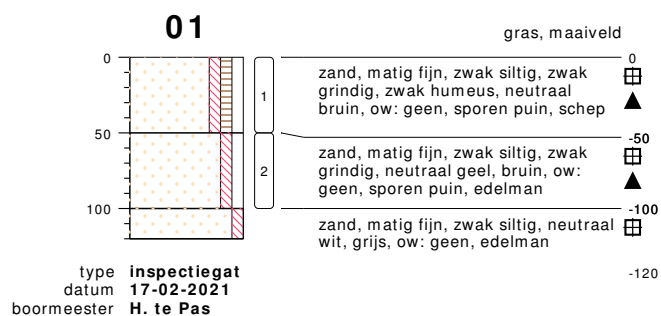 01
gras, maaiveld
0
0
zand, matig fijn, zwak siltig, zwak
grindig, zwak humeus, neutraal
bruin, ow: geen, sporen puin, schep
1
50
-50
zand, matig fijn, zwak siltig, zwak
grindig, neutraal geel, bruin, ow:
geen, sporen puin, edelman
2
100
-100
zand, matig fijn, zwak siltig, neutraal
wit, grijs, ow: geen, edelman
-120
type inspectiegat
datum 17-02-2021
boormeester H. te Pas